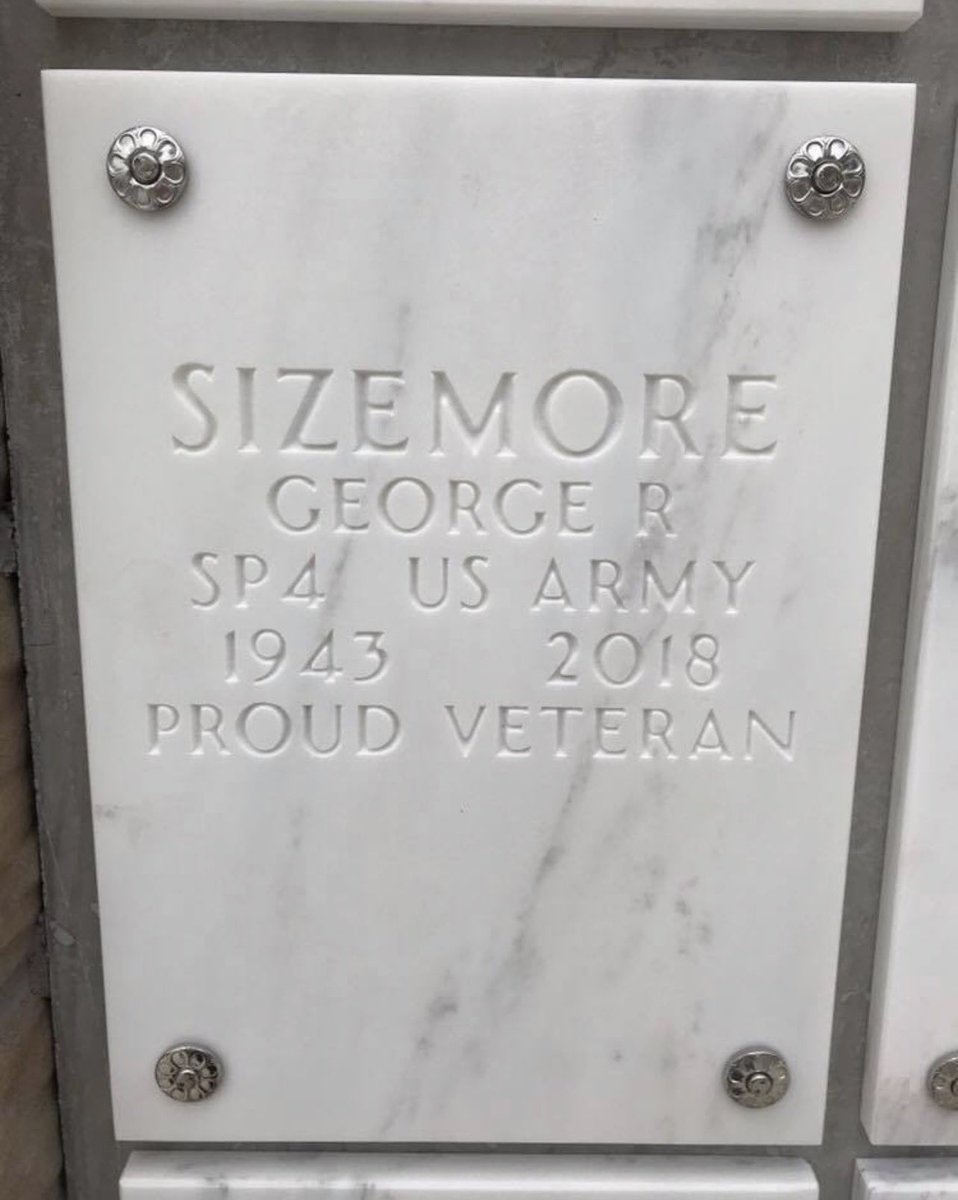 SIZEMORE
GEORGE R
SP4 US ARMY
1943 2018
PROUD VETERAN